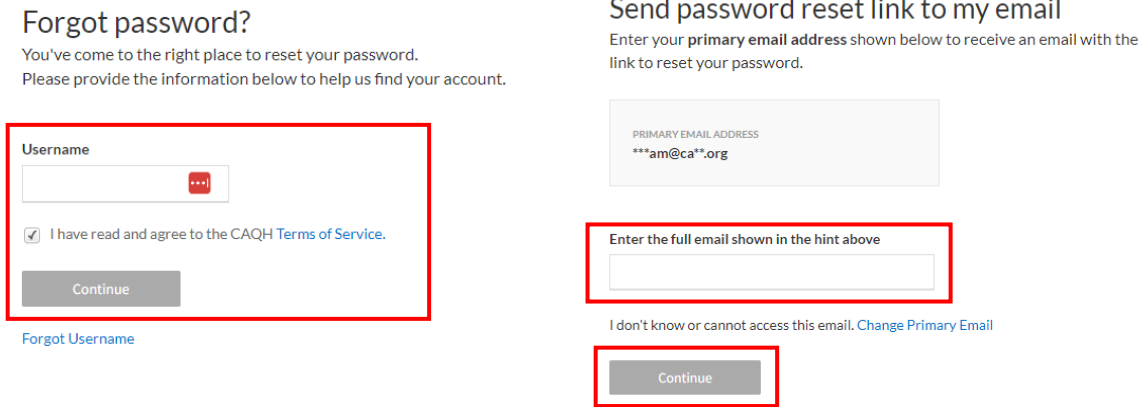 Forgot password?
You've come to the right place to reset your password.
Please provide the information below to help us find your account.
Username
I have read and agree to the CAQH Terms of Service.
Continue
Forgot Username
Send password reset link to my email
Enter your primary email address shown below to receive an email with the
link to reset your password.
PRIMARY EMAIL ADDRESS
***am@ca**.org
Enter the full email shown in the hint above
I don't know or cannot access this email. Change Primary Email
Continue